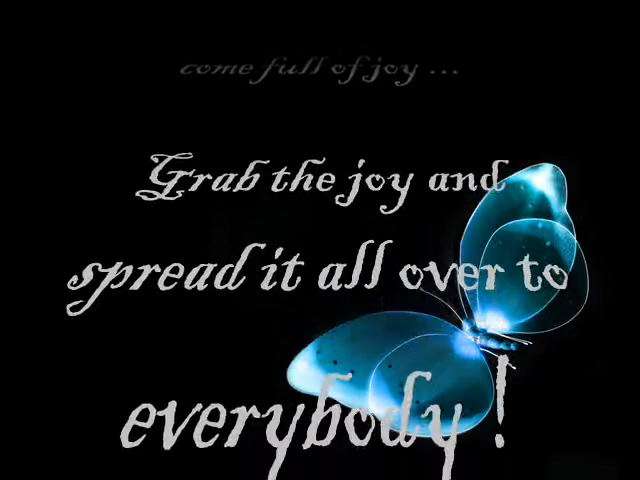 come full of joy ...
Grab the joy and
spread it all over to
everybody !